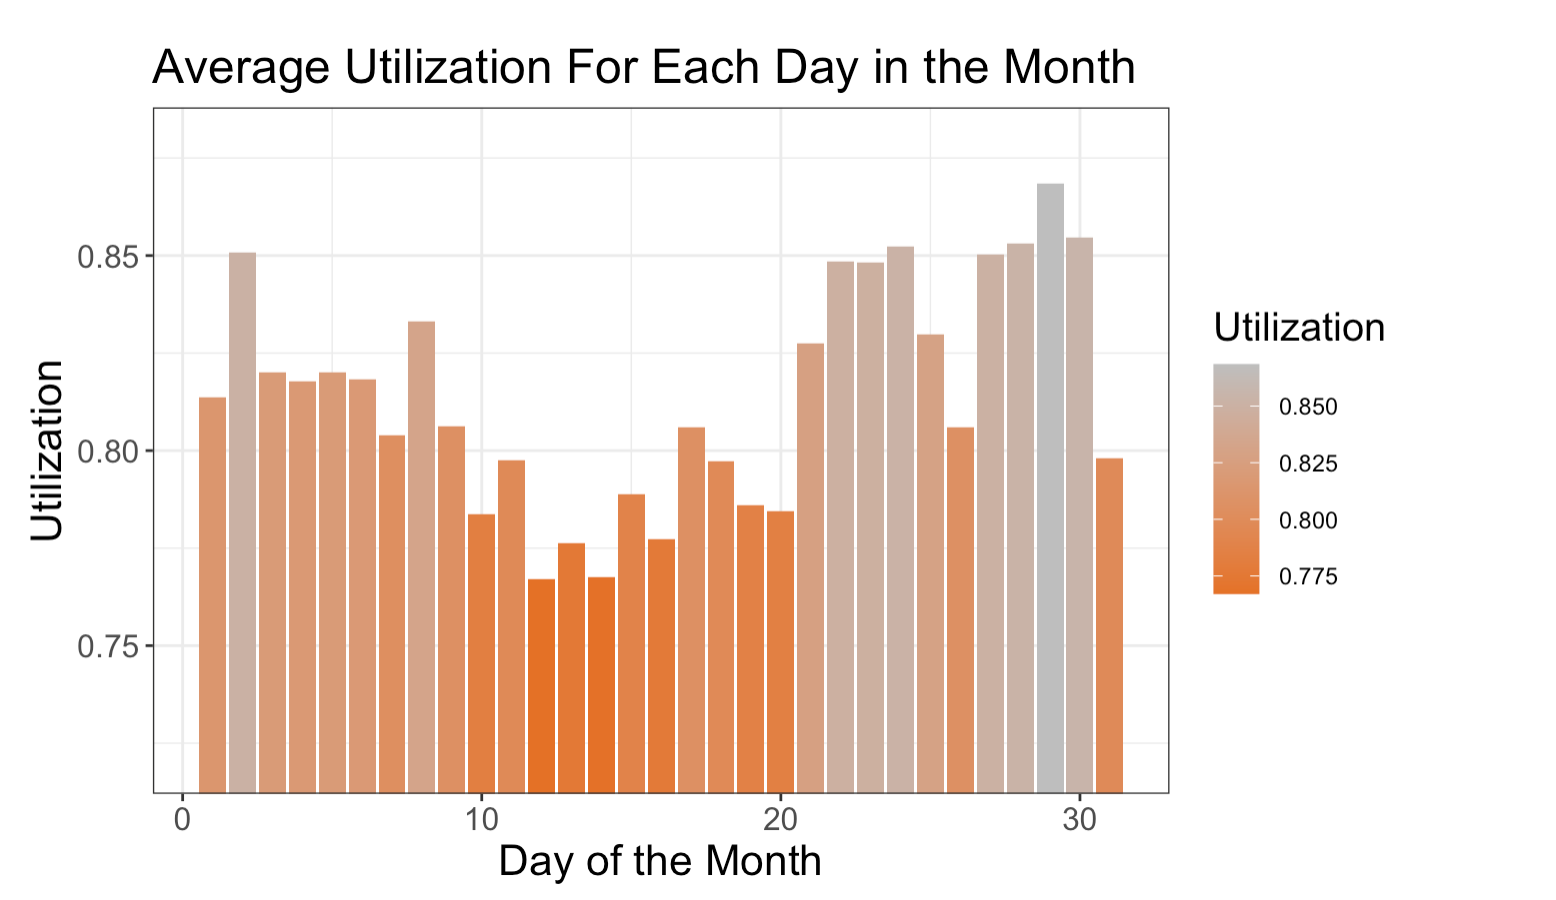 Average Utilization For Each Day in the Month
Utilization
0.85
0.80
0.75
0
10
20
30
Day of the Month
Utilization
0.850
0.825
0.800
0.775